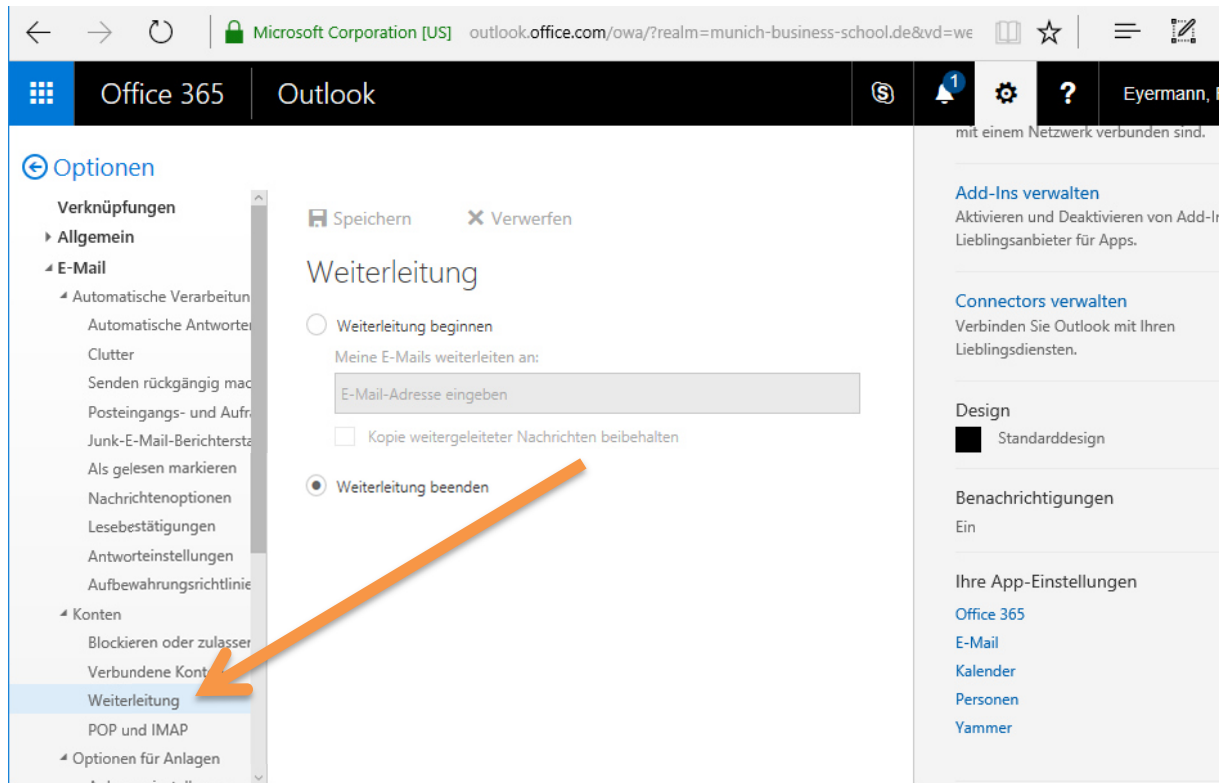 Microsoft Corporation [US] outlook.office.com/owa/?realm=munich-business-school.de&vd=we
Office 365 Outlook
1
?
Eyermann,
Optionen
Verknüpfungen
Allgemein
E-Mail
Automatische Verarbeitun
Automatische Antworte
Clutter
Senden rückgängig mac
Posteingangs- und Aufr
Junk-E-Mail-Berichtersta
Als gelesen markieren
Nachrichtenoptionen
Lesebestätigungen
Antworteinstellungen
Aufbewahrungsrichtlinie
Konten
Blockieren oder zulassen
Verbundene Kont
Weiterleitung
POP und IMAP
Optionen für Anlagen
Speichern Verwerfen
Weiterleitung
Weiterleitung beginnen
Meine E-Mails weiterleiten an:
E-Mail-Adresse eingeben
Kopie weitergeleiteter Nachrichten beibehalten
Weiterleitung beenden
mit einem Netzwerk verbunden sind.
Add-Ins verwalten
Aktivieren und Deaktivieren von Add-In
Lieblingsanbieter für Apps.
Connectors verwalten
Verbinden Sie Outlook mit Ihren
Lieblingsdiensten.
Design
Standarddesign
Benachrichtigungen
Ein
Ihre App-Einstellungen
Office 365
E-Mail
Kalender
Personen
Yammer